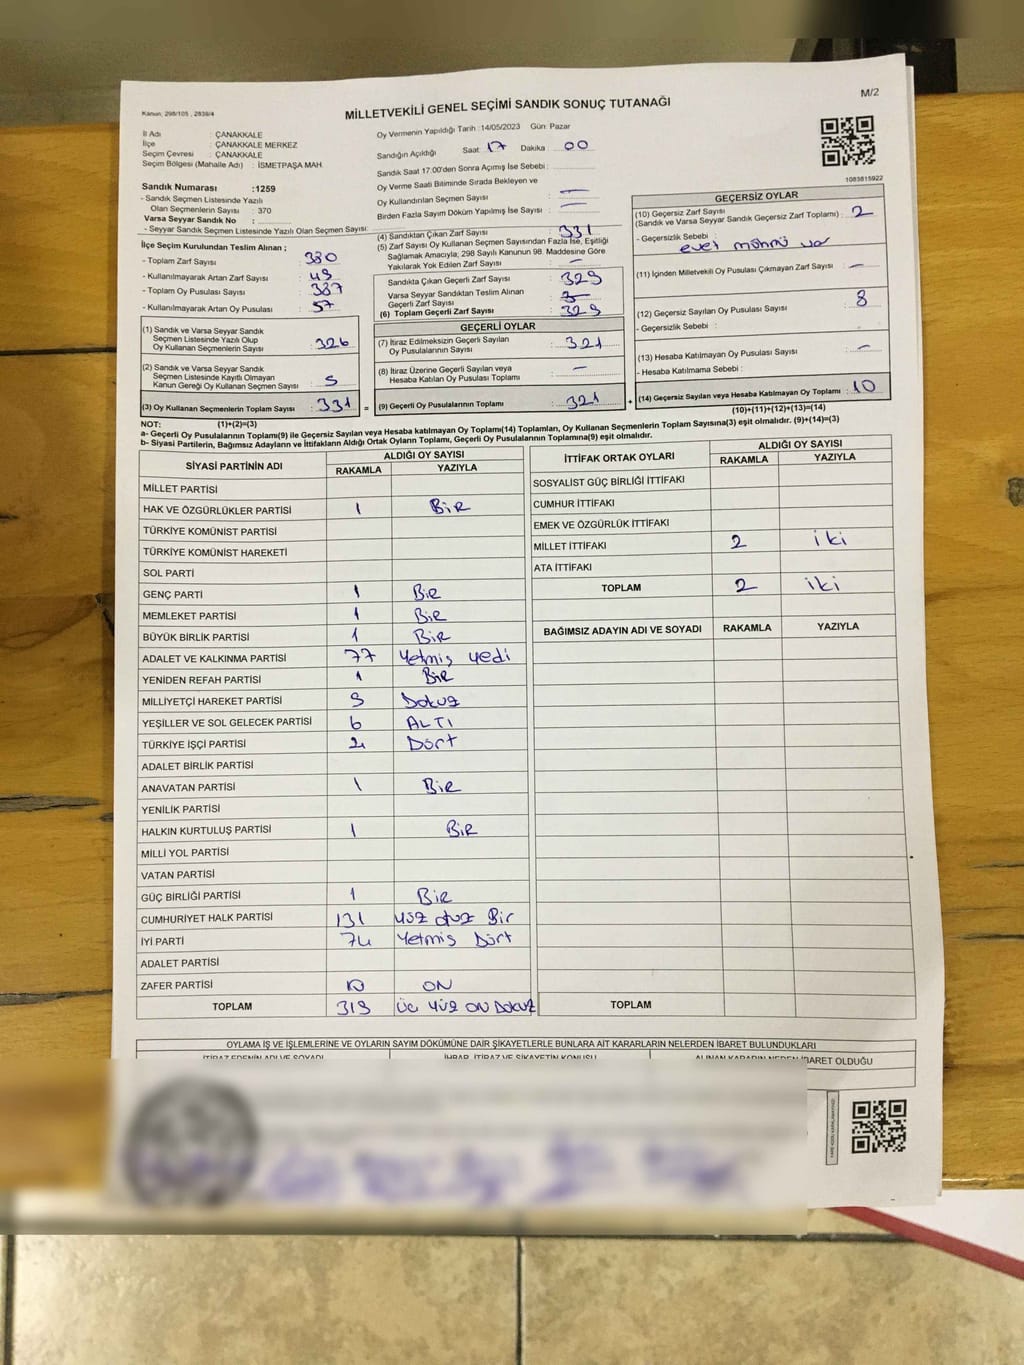 M/2
Kanun, 298/105 , 2839/4
MİLLETVEKİLİ GENEL SEÇİMİ SANDIK SONUÇ TUTANAĞI
İl Adı : ÇANAKKALE
İlçe : ÇANAKKALE MERKEZ
Seçim Çevresi : ÇANAKKALE
Seçim Bölgesi (Mahalle Adı) : İSMETPAŞA MAH.
Oy Vermenin Yapıldığı Tarih :14/05/2023 Gün: Pazar
Sandığın Açıldığı Saat 17 Dakika 00
Sandık Saat 17:00'den Sonra Açımış İse Sebebi :
Oy Verme Saati Bitiminde Sırada Bekleyen ve
Oy Kullandırılan Seçmen Sayısı : —
Birden Fazla Sayım Döküm Yapılmış İse Sayısı : —
1083815922
Sandık Numarası :1259
- Sandık Seçmen Listesinde Yazılı
Olan Seçmenlerin Sayısı : 370
Varsa Seyyar Sandık No :
- Seyyar Sandık Seçmen Listesinde Yazılı Olan Seçmen Sayısı:
İlçe Seçim Kurulundan Teslim Alınan ;
- Toplam Zarf Sayısı : 380
- Kullanılmayarak Artan Zarf Sayısı : 49
- Toplam Oy Pusulası Sayısı : 387
- Kullanılmayarak Artan Oy Pusulası : 57
(1) Sandık ve Varsa Seyyar Sandık
Seçmen Listesinde Yazılı Olup
Oy Kullanan Seçmenlerin Sayısı : 326
(2) Sandık ve Varsa Seyyar Sandık
Seçmen Listesinde Kayıtlı Olmayan
Kanun Gereği Oy Kullanan Seçmen Sayısı : 5
(3) Oy Kullanan Seçmenlerin Toplam Sayısı : 331 =
(4) Sandıktan Çıkan Zarf Sayısı : 331
(5) Zarf Sayısı Oy Kullanan Seçmen Sayısından Fazla İse, Eşitliği
Sağlamak Amacıyla; 298 Sayılı Kanunun 98. Maddesine Göre
Yakılarak Yok Edilen Zarf Sayısı : —
Sandıkta Çıkan Geçerli Zarf Sayısı : 329
Varsa Seyyar Sandıktan Teslim Alınan
Geçerli Zarf Sayısı :
(6) Toplam Geçerli Zarf Sayısı : 329
GEÇERLİ OYLAR
(7) İtiraz Edilmeksizin Geçerli Sayılan
Oy Pusulalarının Sayısı : 321
(8) İtiraz Üzerine Geçerli Sayılan veya
Hesaba Katılan Oy Pusulası Toplamı : —
(9) Geçerli Oy Pusulalarının Toplamı : 321 +
GEÇERSİZ OYLAR
(10) Geçersiz Zarf Sayısı
(Sandık ve Varsa Seyyar Sandık Geçersiz Zarf Toplamı) : 2
- Geçersizlik Sebebi : evet mührü var
(11) İçinden Milletvekili Oy Pusulası Çıkmayan Zarf Sayısı : —
(12) Geçersiz Sayılan Oy Pusulası Sayısı : 8
- Geçersizlik Sebebi :
(13) Hesaba Katılmayan Oy Pusulası Sayısı : —
- Hesaba Katılmama Sebebi :
(14) Geçersiz Sayılan veya Hesaba Katılmayan Oy Toplamı : 10
NOT: (1)+(2)=(3)
(10)+(11)+(12)+(13)=(14)
a- Geçerli Oy Pusulalarının Toplamı(9) ile Geçersiz Sayılan veya Hesaba katılmayan Oy Toplamı(14) Toplamları, Oy Kullanan Seçmenlerin Toplam Sayısına(3) eşit olmalıdır. (9)+(14)=(3)
b- Siyasi Partilerin, Bağımsız Adayların ve İttifakların Aldığı Ortak Oyların Toplamı, Geçerli Oy Pusulalarının Toplamına(9) eşit olmalıdır.
SİYASİ PARTİNİN ADI ALDIĞI OY SAYISI
RAKAMLA YAZIYLA
MİLLET PARTİSİ
HAK VE ÖZGÜRLÜKLER PARTİSİ 1 BİR
TÜRKİYE KOMÜNİST PARTİSİ
TÜRKİYE KOMÜNİST HAREKETİ
SOL PARTİ
GENÇ PARTİ 1 BİR
MEMLEKET PARTİSİ 1 BİR
BÜYÜK BİRLİK PARTİSİ 1 BİR
ADALET VE KALKINMA PARTİSİ 77 Yetmiş yedi
YENİDEN REFAH PARTİSİ 1 BİR
MİLLİYETÇİ HAREKET PARTİSİ 9 Dokuz
YEŞİLLER VE SOL GELECEK PARTİSİ 6 ALTI
TÜRKİYE İŞÇİ PARTİSİ 4 Dört
ADALET BİRLİK PARTİSİ
ANAVATAN PARTİSİ 1 BİR
YENİLİK PARTİSİ
HALKIN KURTULUŞ PARTİSİ 1 BİR
MİLLİ YOL PARTİSİ
VATAN PARTİSİ
GÜÇ BİRLİĞİ PARTİSİ 1 BİR
CUMHURİYET HALK PARTİSİ 131 yüz otuz Bir
İYİ PARTİ 74 Yetmiş Dört
ADALET PARTİSİ
ZAFER PARTİSİ 10 ON
TOPLAM 319 Üç yüz ON Dokuz
İTTİFAK ORTAK OYLARI ALDIĞI OY SAYISI
RAKAMLA YAZIYLA
SOSYALİST GÜÇ BİRLİĞİ İTTİFAKI
CUMHUR İTTİFAKI
EMEK VE ÖZGÜRLÜK İTTİFAKI
MİLLET İTTİFAKI 2 iki
ATA İTTİFAKI
TOPLAM 2 iki
BAĞIMSIZ ADAYIN ADI VE SOYADI RAKAMLA YAZIYLA
TOPLAM
OYLAMA İŞ VE İŞLEMLERİNE VE OYLARIN SAYIM DÖKÜMÜNE DAİR ŞİKAYETLERLE BUNLARA AİT KARARLARIN NELERDEN İBARET BULUNDUKLARI
İTİRAZ EDENİN ADI VE SOYADI İHBAR, İTİRAZ VE ŞİKAYETİN KONUSU ALINAN KARARIN NEDEN İBARET OLDUĞU